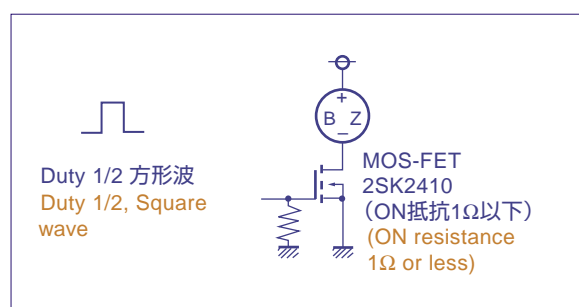 +
B Z
−
Duty 1/2 方形波
Duty 1/2, Square
wave
MOS-FET
2SK2410
（ON抵抗1Ω以下）
(ON resistance
1Ω or less)